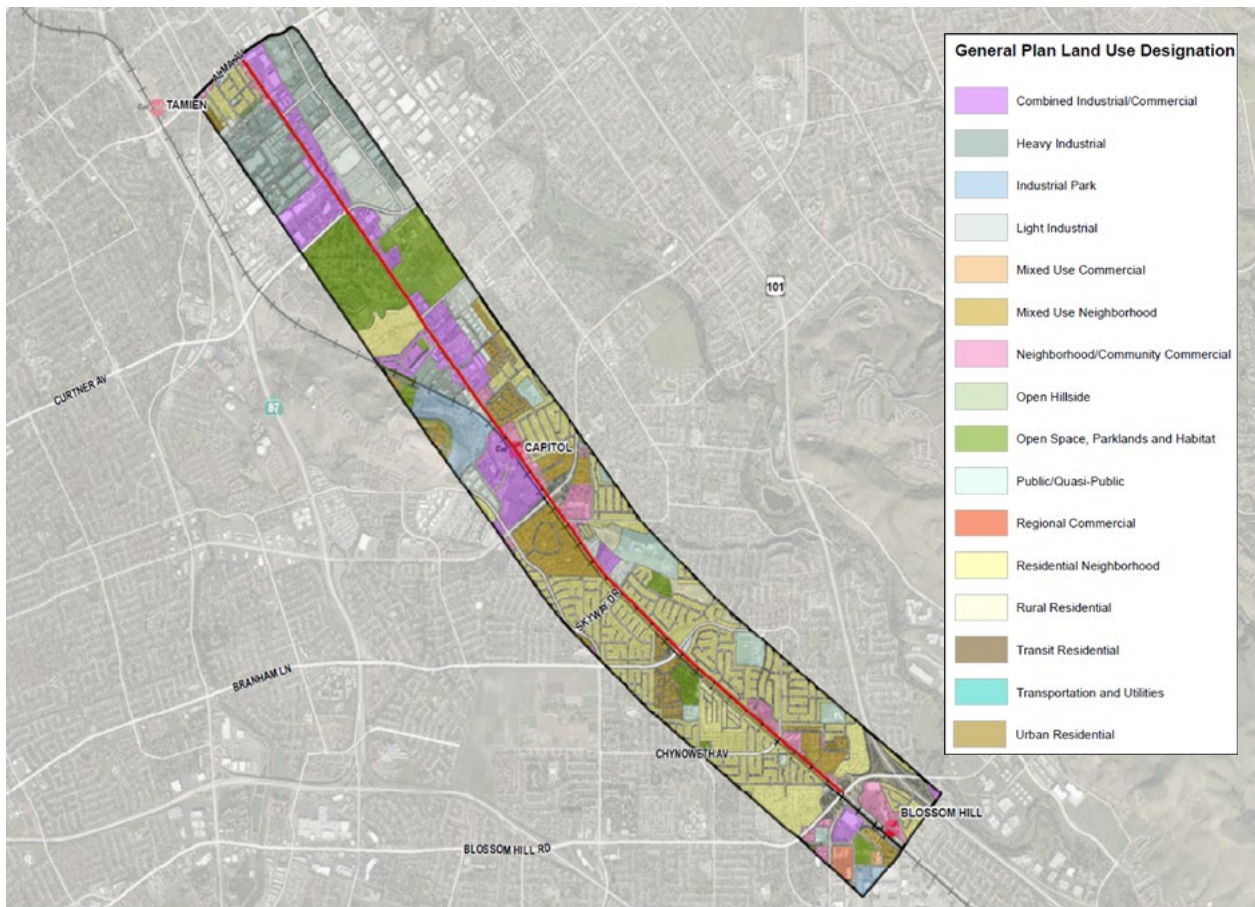 General Plan Land Use Designation
Combined Industrial/Commercial
Heavy Industrial
Industrial Park
Light Industrial
Mixed Use Commercial
Mixed Use Neighborhood
Neighborhood/Community Commercial
Open Hillside
Open Space, Parklands and Habitat
Public/Quasi-Public
Regional Commercial
Residential Neighborhood
Rural Residential
Transit Residential
Transportation and Utilities
Urban Residential
ALMA AV
TAMIEN
101
CURTNER AV
87
CAPITOL
SKYWAY DR
BRANHAM LN
CHYNOWETH AV
BLOSSOM HILL
BLOSSOM HILL RD